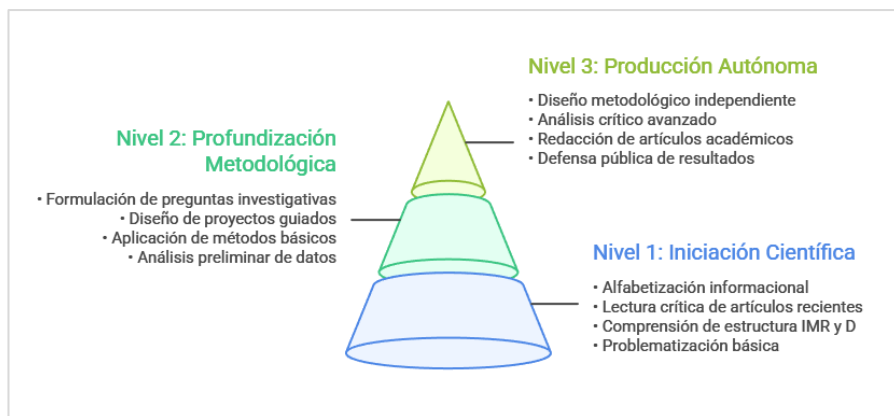 Nivel 3: Producción Autónoma
• Diseño metodológico independiente
• Análisis crítico avanzado
• Redacción de artículos académicos
• Defensa pública de resultados
Nivel 2: Profundización
Metodológica
• Formulación de preguntas investigativas
• Diseño de proyectos guiados
• Aplicación de métodos básicos
• Análisis preliminar de datos
Nivel 1: Iniciación Científica
• Alfabetización informacional
• Lectura crítica de artículos recientes
• Comprensión de estructura IMR y D
• Problematización básica